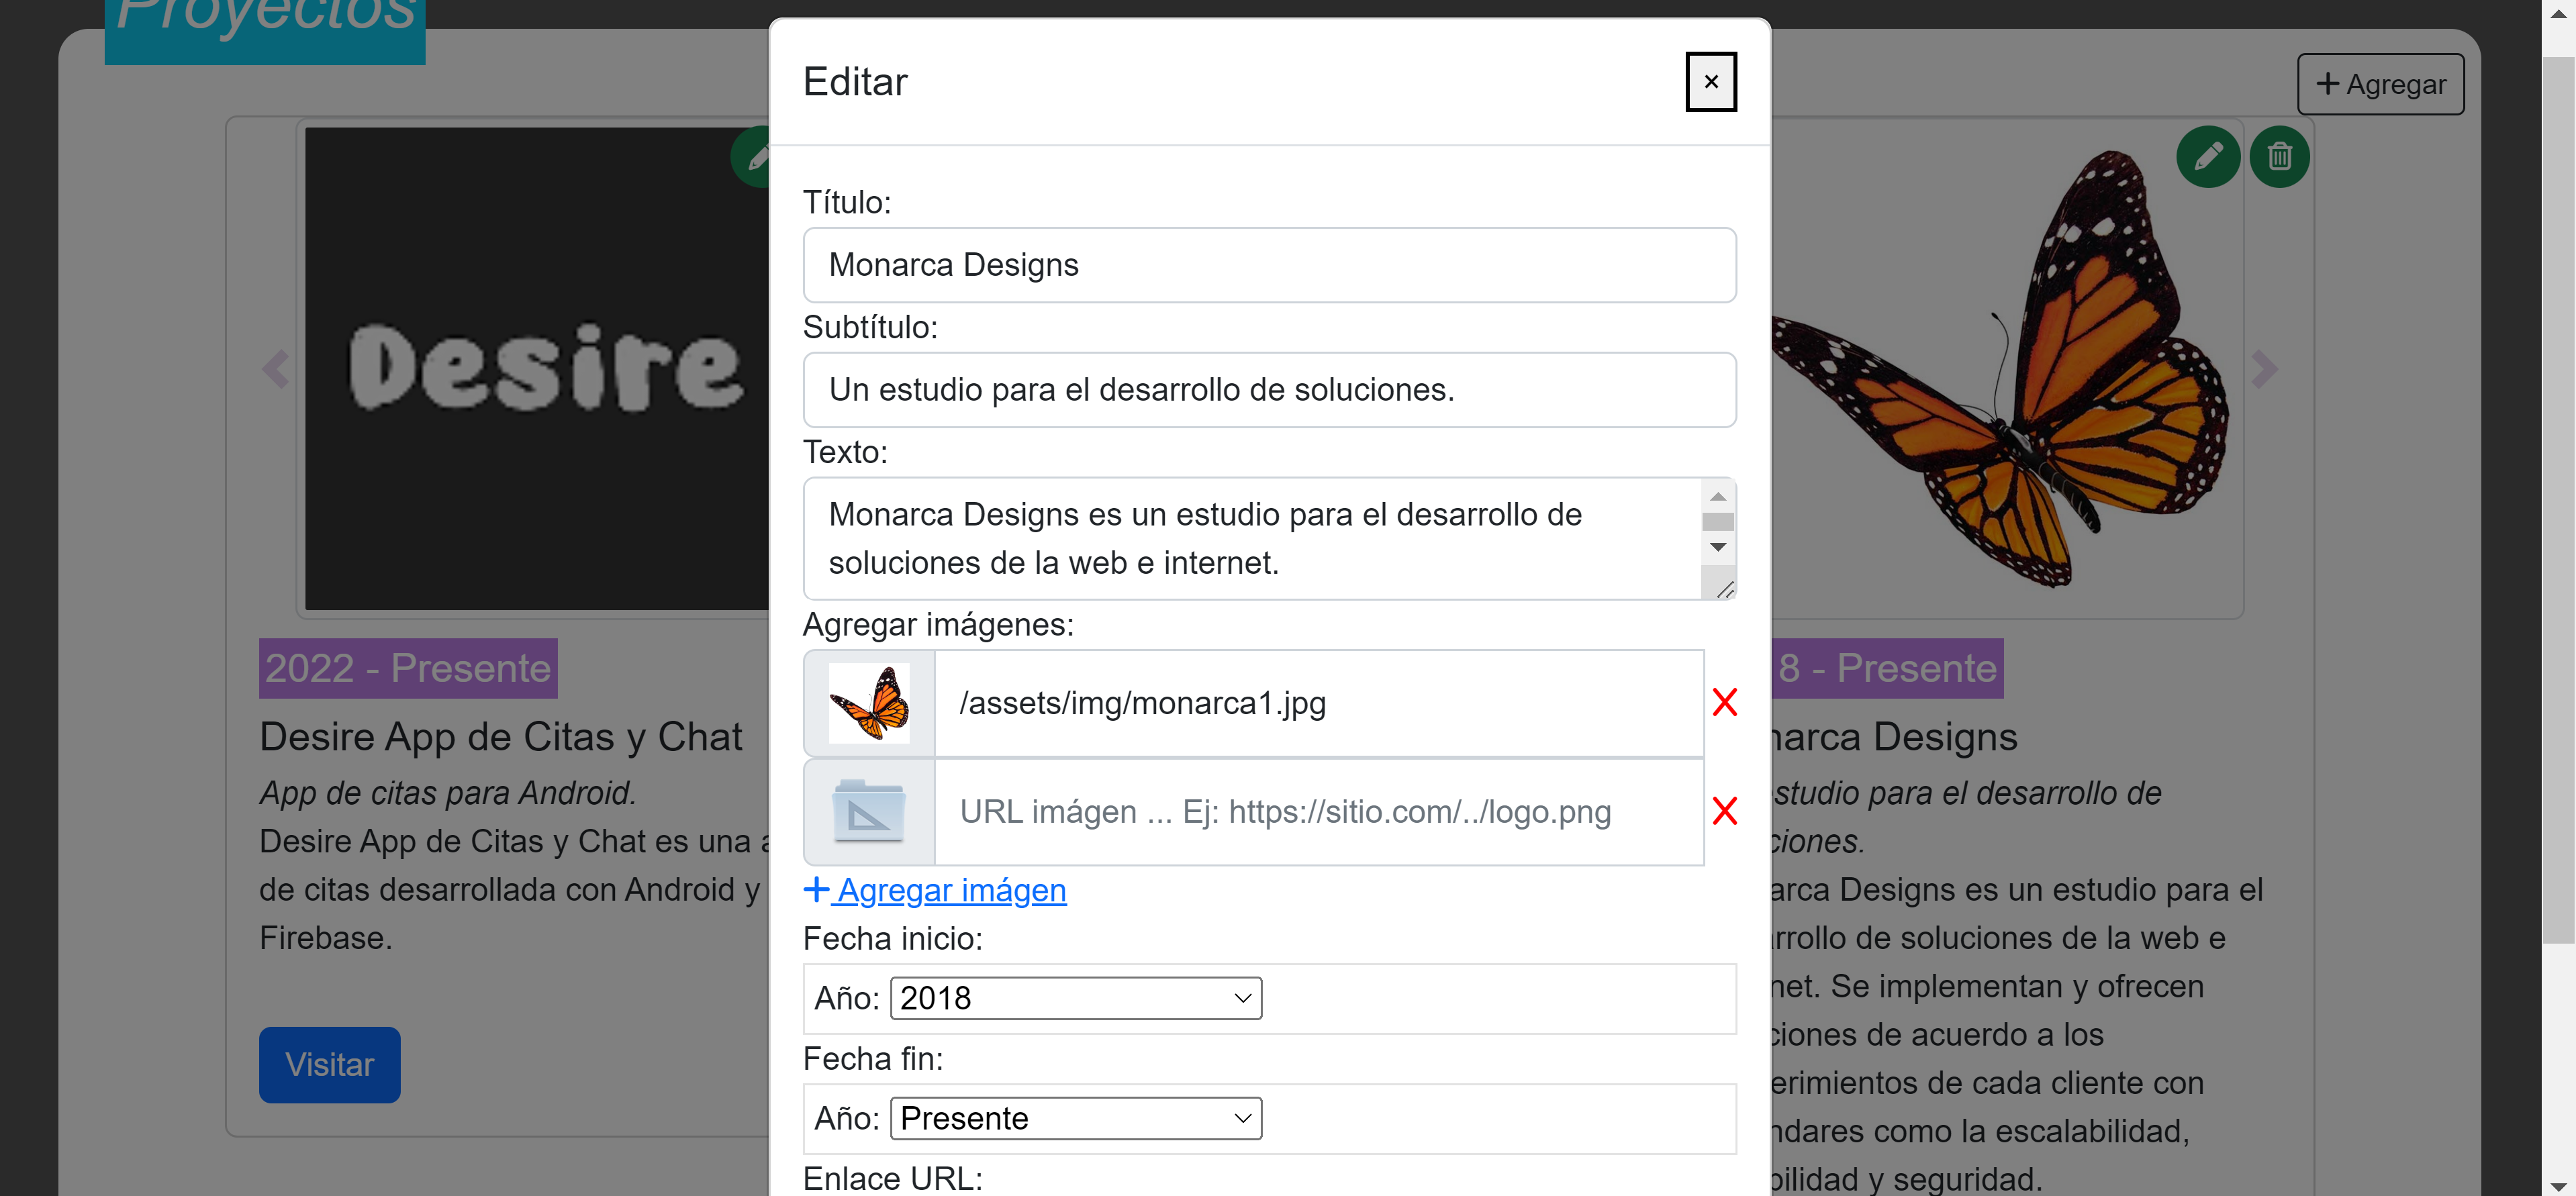 Proyectos
Agregar
Desire
2022 - Presente
Desire App de Citas y Chat
App de citas para Android.
Desire App de Citas y Chat es una
de citas desarrollada con Android y
Firebase.
Visitar
Editar
×
Título:
Monarca Designs
Subtítulo:
Un estudio para el desarrollo de soluciones.
Texto:
Monarca Designs es un estudio para el desarrollo de
soluciones de la web e internet.
Agregar imágenes:
/assets/img/monarca1.jpg
URL imágen ... Ej: https://sitio.com/../logo.png
Agregar imágen
Fecha inicio:
Año: 2018
Fecha fin:
Año: Presente
Enlace URL:
8 - Presente
narca Designs
studio para el desarrollo de
ciones.
arca Designs es un estudio para el
rrollo de soluciones de la web e
net. Se implementan y ofrecen
ciones de acuerdo a los
erimientos de cada cliente con
ndares como la escalabilidad,
bilidad y seguridad.